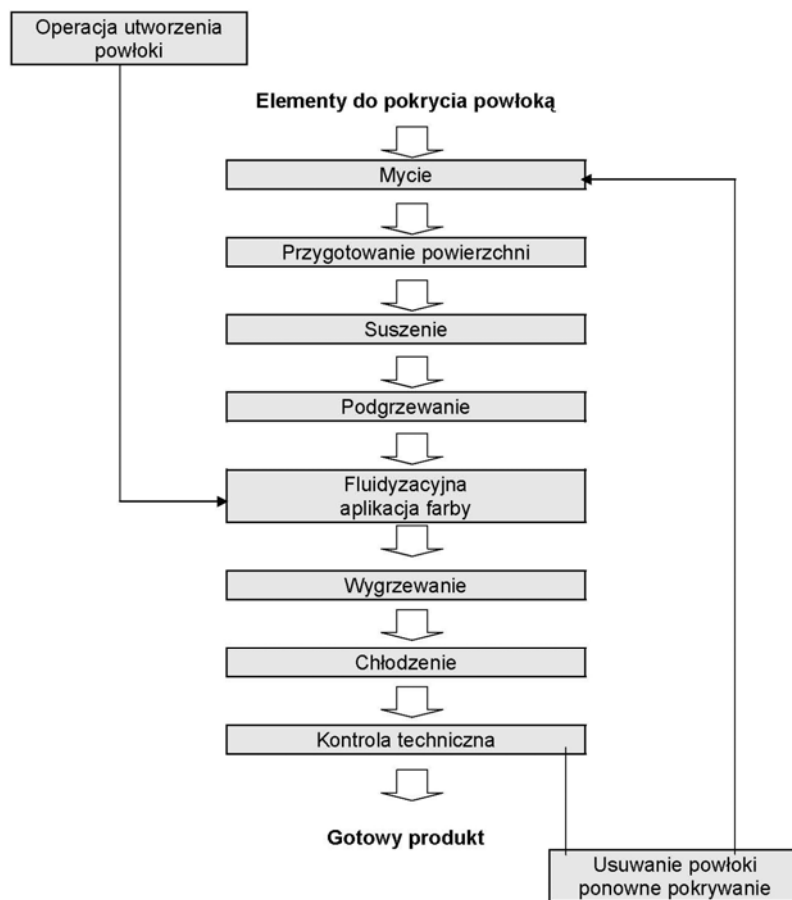 Operacja utworzenia
powłoki
Elementy do pokrycia powłoką
Mycie
Przygotowanie powierzchni
Suszenie
Podgrzewanie
Fluidyzacyjna
aplikacja farby
Wygrzewanie
Chłodzenie
Kontrola techniczna
Gotowy produkt
Usuwanie powłoki
ponowne pokrywanie